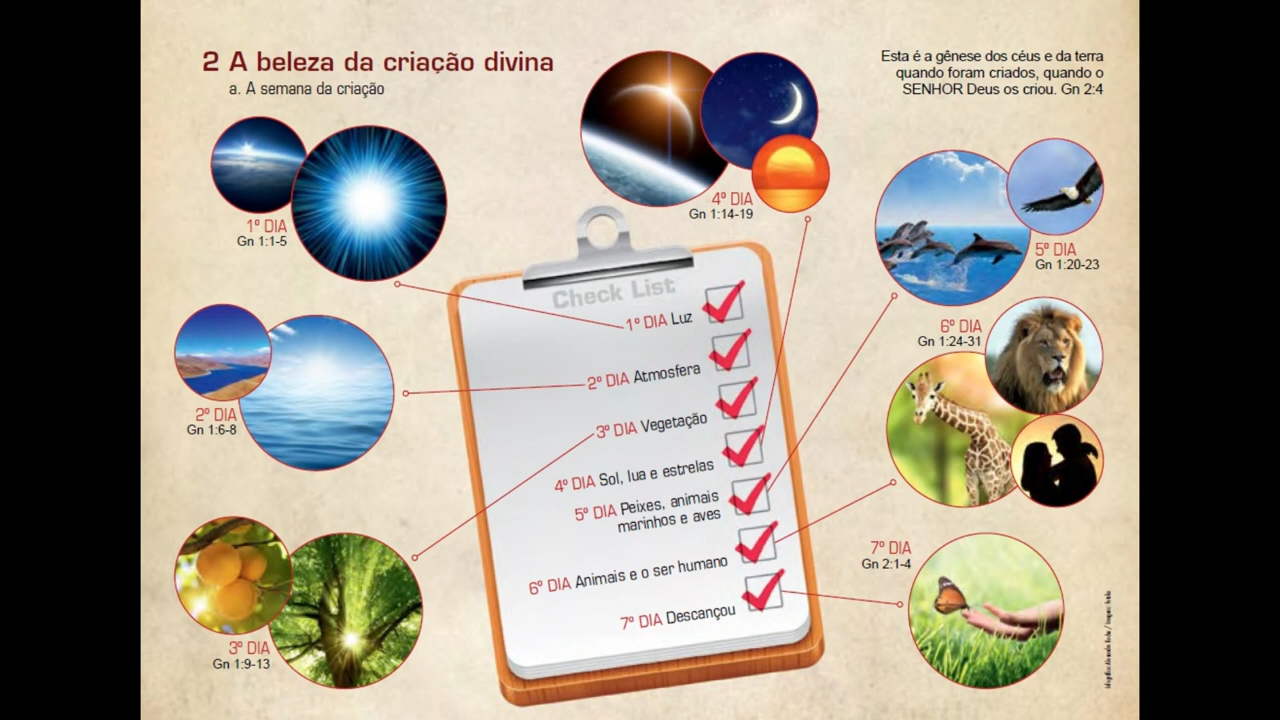 2 A beleza da criação divina
a. A semana da criação
Esta é a gênese dos céus e da terra
quando foram criados, quando o
SENHOR Deus os criou. Gn 2:4
1º DIA
Gn 1:1-5
2º DIA
Gn 1:6-8
3º DIA
Gn 1:9-13
4º DIA
Gn 1:14-19
5º DIA
Gn 1:20-23
6º DIA
Gn 1:24-31
7º DIA
Gn 2:1-4
Check List
1º DIA Luz
2º DIA Atmosfera
3º DIA Vegetação
4º DIA Sol, lua e estrelas
5º DIA Peixes, animais
marinhos e aves
6º DIA Animais e o ser humano
7º DIA Descançou